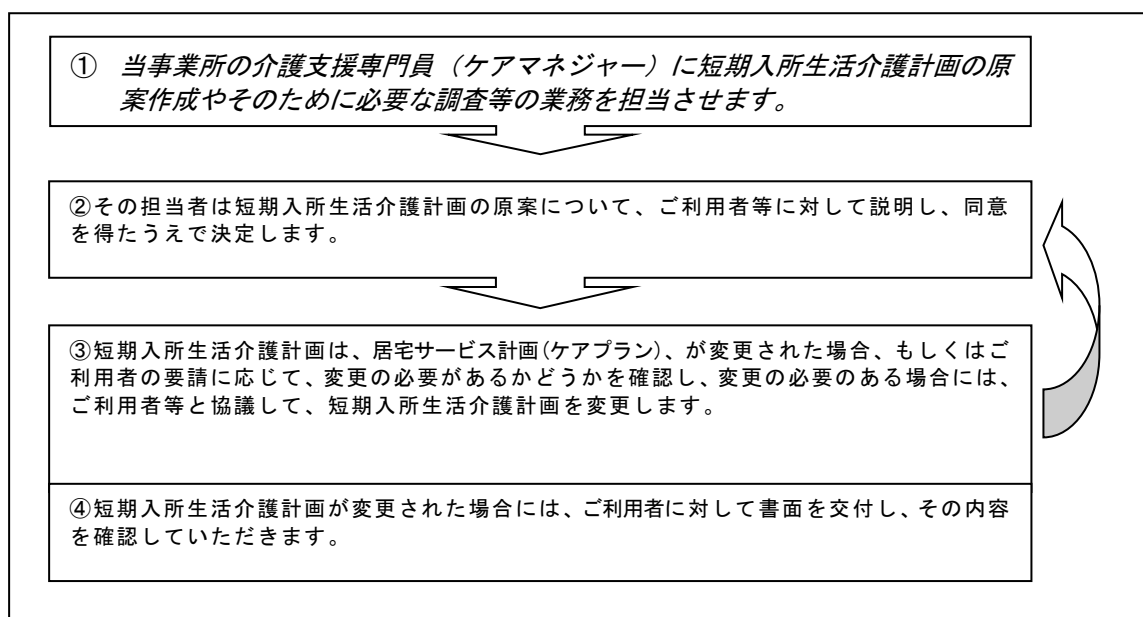 ① 当事業所の介護支援専門員（ケアマネジャー）に短期入所生活介護計画の原
案作成やそのために必要な調査等の業務を担当させます。
②その担当者は短期入所生活介護計画の原案について、ご利用者等に対して説明し、同意
を得たうえで決定します。
③短期入所生活介護計画は、居宅サービス計画(ケアプラン)、が変更された場合、もしくはご
利用者の要請に応じて、変更の必要があるかどうかを確認し、変更の必要のある場合には、
ご利用者等と協議して、短期入所生活介護計画を変更します。
④短期入所生活介護計画が変更された場合には、ご利用者に対して書面を交付し、その内容
を確認していただきます。